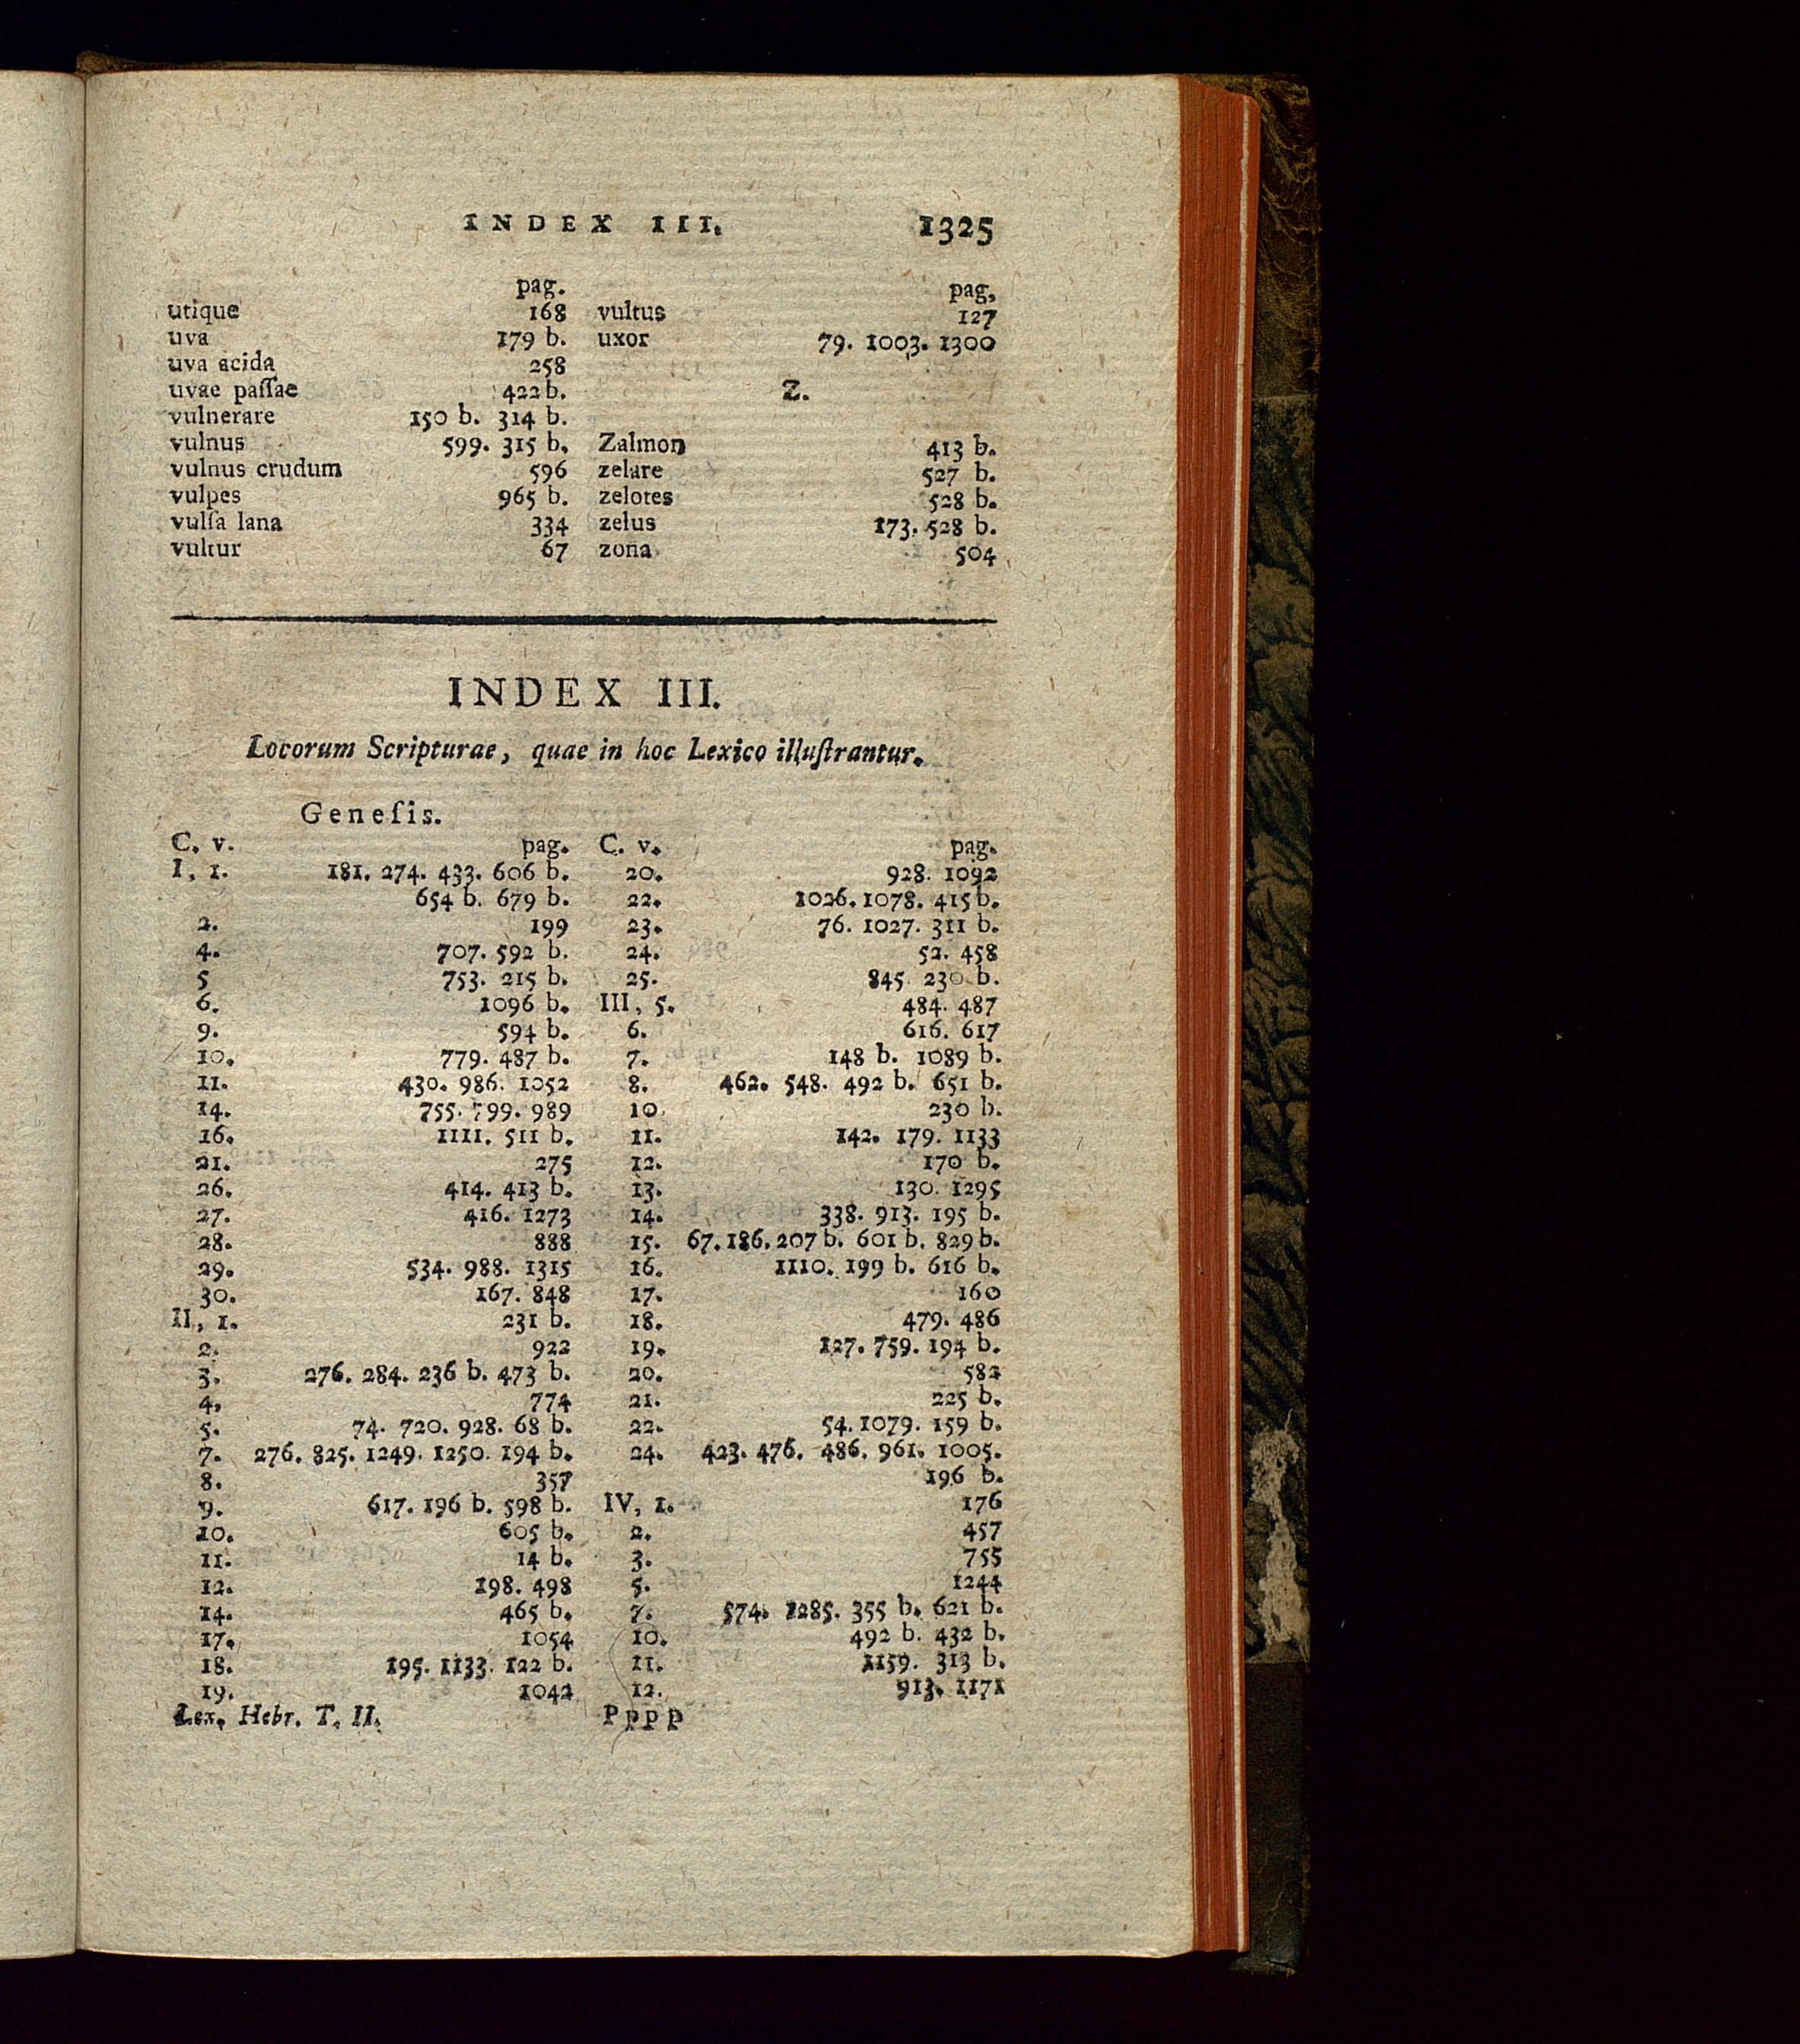 INDEX III. 1325
pag.
utique 168
uva 179 b.
uva acida 258
uvae paſſae 422 b.
vulnerare 150 b. 314 b.
vulnus 599. 315 b.
vulnus crudum 596
vulpes 965 b.
vulſa lana 334
vultur 67
pag.
vultus 127
uxor 79. 1003. 1300
Z.
Zalmon 413 b.
zelare 527 b.
zelotes 528 b.
zelus 173. 528 b.
zona 504
INDEX III.
Locorum Scripturae, quae in hoc Lexico illuſtrantur.
Geneſis.
C. v. pag.
I, 1. 181. 274. 433. 606 b.
654 b. 679 b.
2. 199
4. 707. 592 b.
5 753. 215 b.
6. 1096 b.
9. 594 b.
10. 779. 487 b.
11. 430. 986. 1052
14. 755. 799. 989
16. 1111. 511 b.
21. 275
26. 414. 413 b.
27. 416. 1273
28. 888
29. 534. 988. 1315
30. 167. 848
II, 1. 231 b.
2. 922
3. 276. 284. 236 b. 473 b.
4, 774
5. 74. 720. 928. 68 b.
7. 276. 825. 1249. 1250. 194 b.
8. 357
9. 617. 196 b. 598 b.
10. 605 b.
11. 14 b.
12. 198. 498
14. 465 b.
17. 1054
18. 195. 1133. 122 b.
19. 1042
C. v. pag.
20. 928. 1092
22. 1026. 1078. 415 b.
23. 76. 1027. 311 b.
24. 52. 458
25. 845. 230 b.
III, 5. 484. 487
6. 616. 617
7. 148 b. 1089 b.
8. 462. 548. 492 b. 651 b.
10 230 b.
11. 142. 179. 1133
12. 170 b.
13. 130. 1295
14. 338. 913. 195 b.
15. 67. 186. 207 b. 601 b. 829 b.
16. 1110. 199 b. 616 b.
17. 160
18. 479. 486
19. 127. 759. 194 b.
20. 582
21. 225 b.
22. 54. 1079. 159 b.
24. 423. 476. 486. 961. 1005.
196 b.
IV, 1. 176
2. 457
3. 755
5. 1244
7. 574. 1285. 355 b. 621 b.
10. 492 b. 432 b.
11. 1159. 313 b.
12. 913. 1171
Lex. Hebr. T. II. Pppp